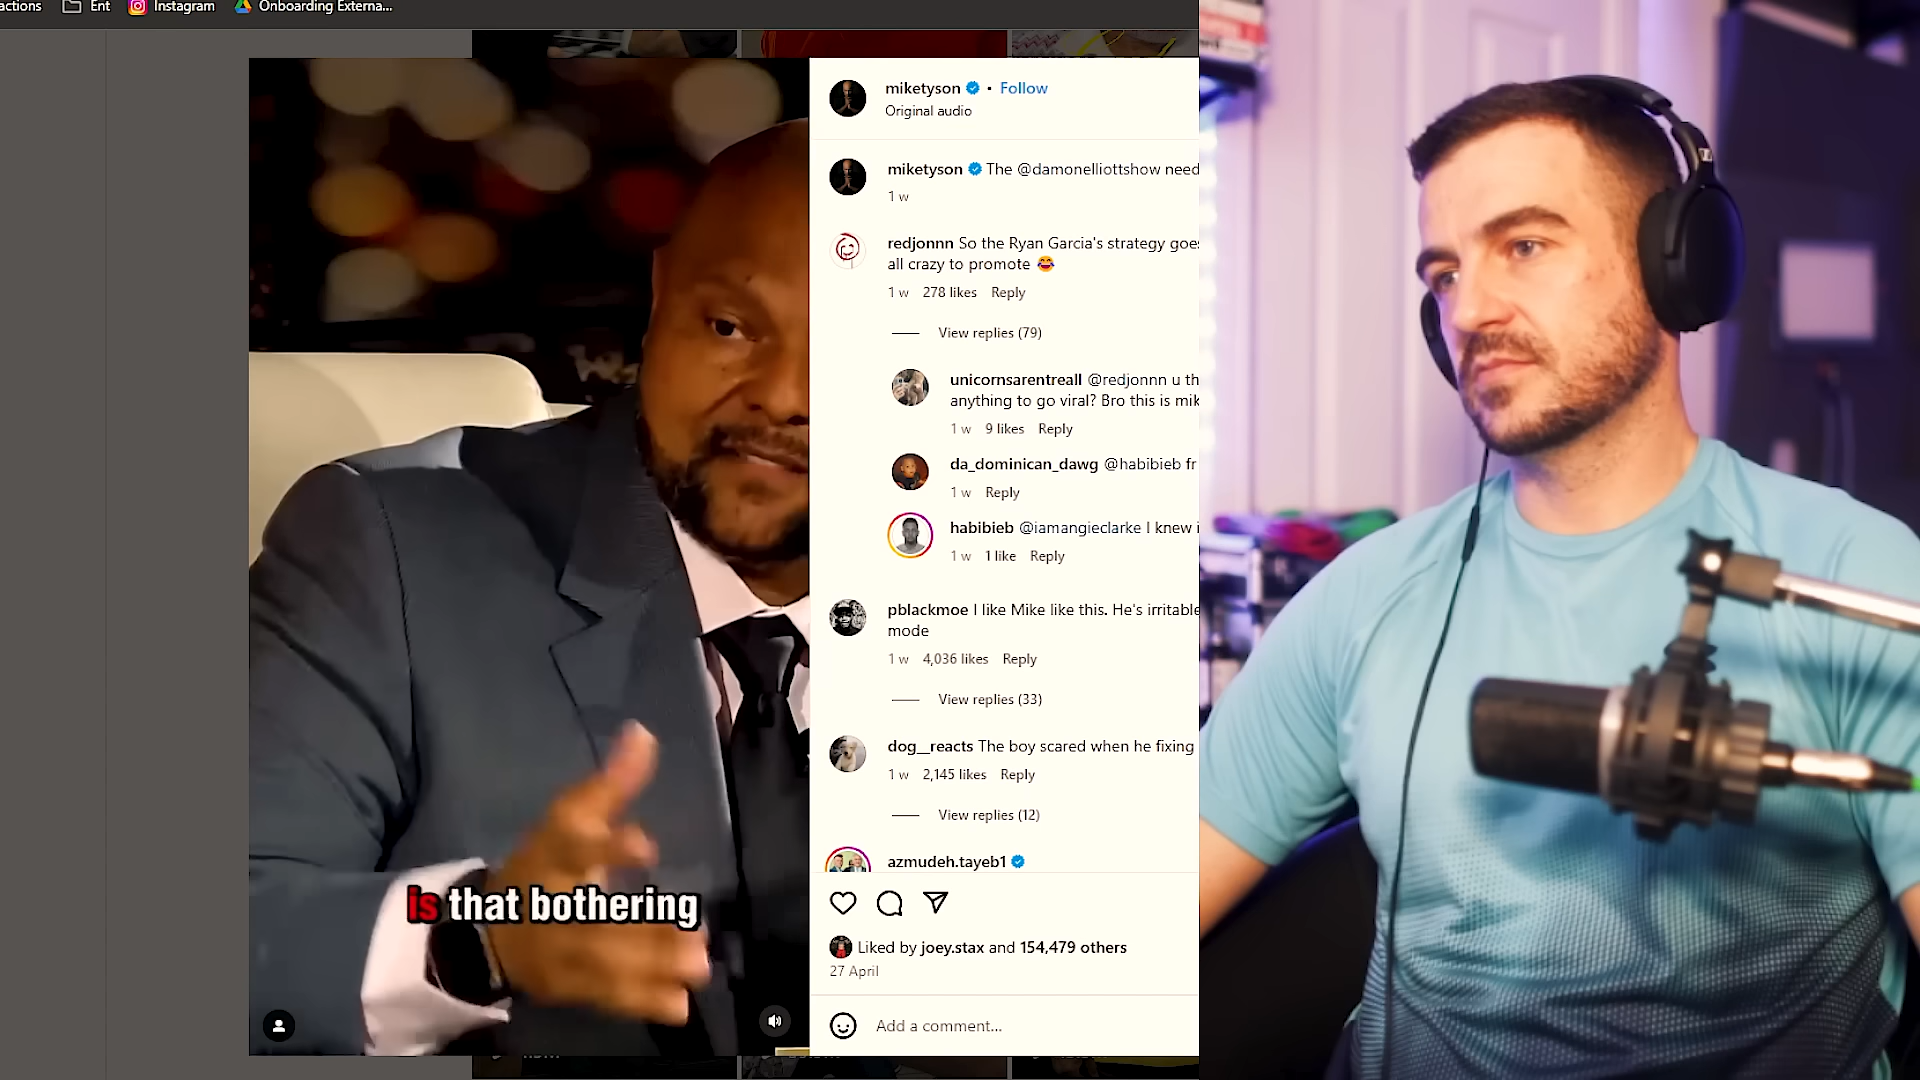 actions Ent Instagram Onboarding Externa...
miketyson • Follow
Original audio
miketyson The @damonelliottshow need
1 w
redjonnn So the Ryan Garcia's strategy goes
all crazy to promote 😂
1 w 278 likes Reply
View replies (79)
unicornsarentreall @redjonnn u th
anything to go viral? Bro this is mik
1 w 9 likes Reply
da_dominican_dawg @habibieb fr
1 w Reply
habibieb @iamangieclarke I knew i
1 w 1 like Reply
pblackmoe I like Mike like this. He's irritable
mode
1 w 4,036 likes Reply
View replies (33)
dog__reacts The boy scared when he fixing
1 w 2,145 likes Reply
View replies (12)
azmudeh.tayeb1
is that bothering
Liked by joey.stax and 154,479 others
27 April
Add a comment...